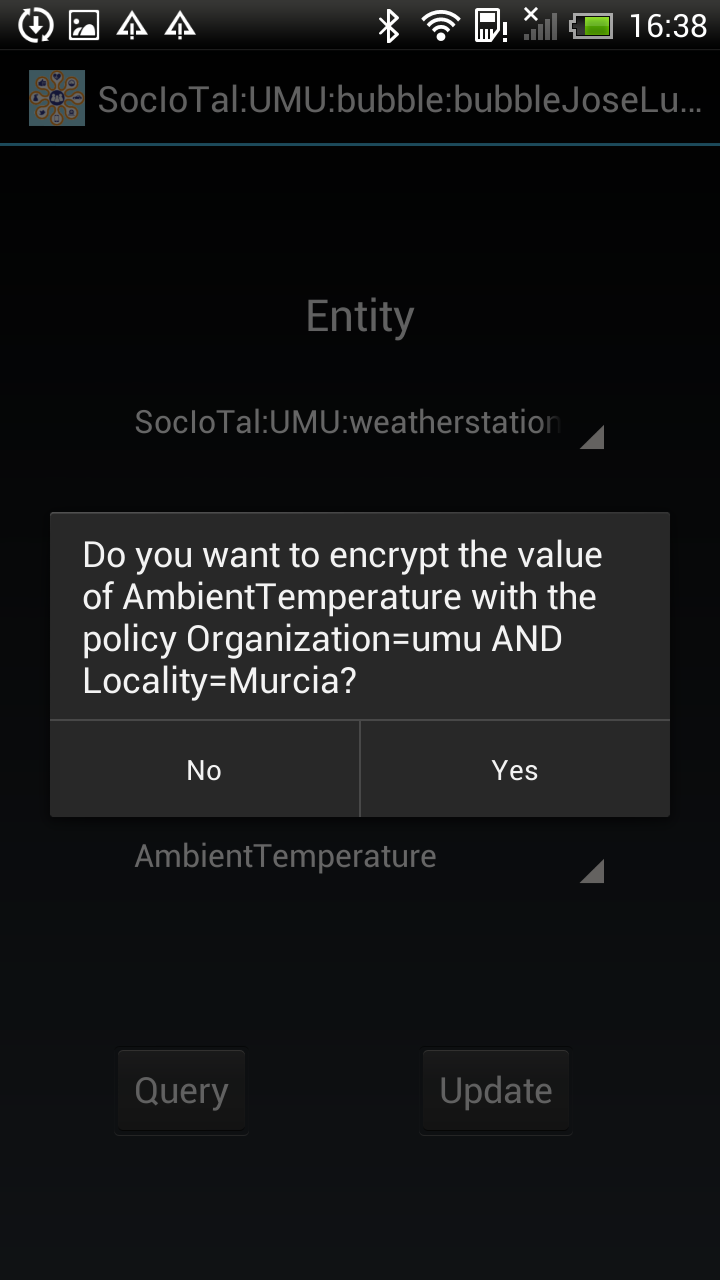 16:38
SocIoTal:UMU:bubble:bubbleJoseLu...
Entity
SocIoTal:UMU:weatherstation
Do you want to encrypt the value
of AmbientTemperature with the
policy Organization=umu AND
Locality=Murcia?
No Yes
AmbientTemperature
Query Update